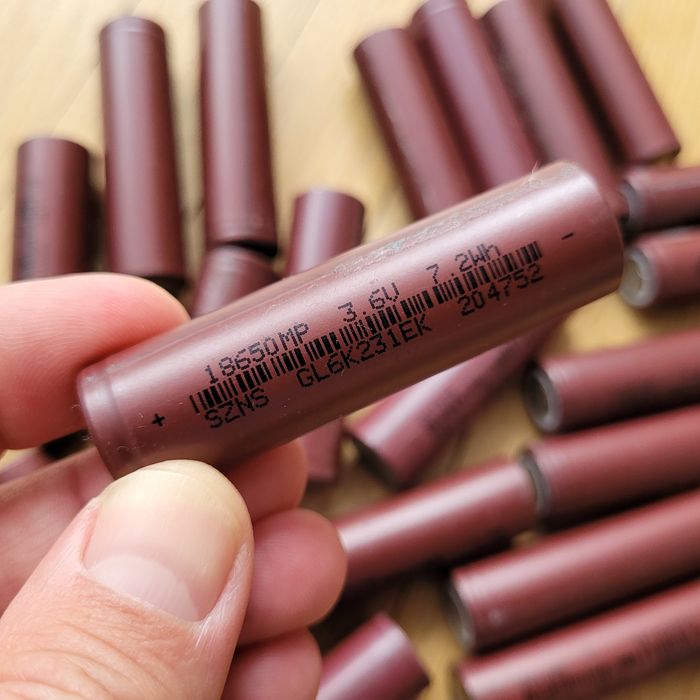 18650MP 3.6V 7.2Wh
+ -
SZNS GL6K231EK 204752